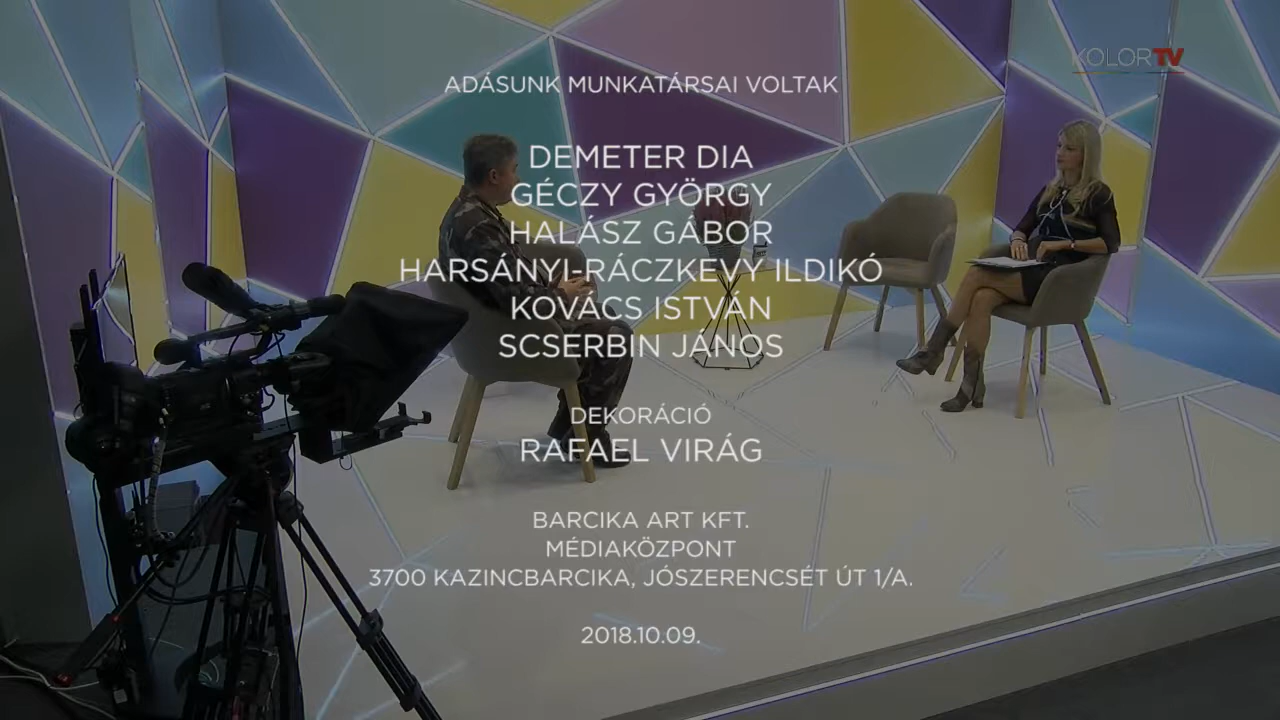 KOLORTV
ADÁSUNK MUNKATÁRSAI VOLTAK
DEMETER DIA
GÉCZY GYÖRGY
HALÁSZ GÁBOR
HARSÁNYI-RÁCZKEVY ILDIKÓ
KOVÁCS ISTVÁN
SCSERBIN JÁNOS
DEKORÁCIÓ
RAFAEL VIRÁG
BARCIKA ART KFT.
MÉDIAKÖZPONT
3700 KAZINCBARCIKA, JÓSZERENCSÉT ÚT 1/A.
2018.10.09.